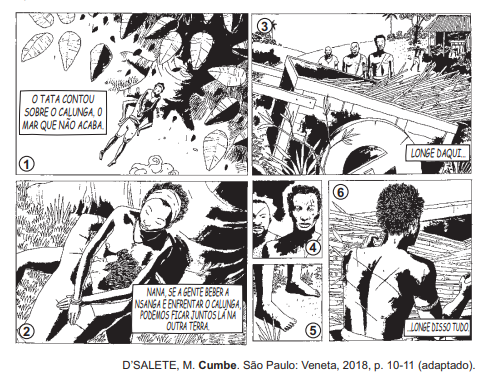 O TATA CONTOU
SOBRE O CALUNGA, O
MAR QUE NÃO ACABA.
1
NANA, SE A GENTE BEBER A
NSANGA E ENFRENTAR O CALUNGA,
PODEMOS FICAR JUNTOS LÁ NA
OUTRA TERRA.
2
3
LONGE DAQUI...
4
5
6
...LONGE DISSO TUDO.
D'SALETE, M. Cumbe. São Paulo: Veneta, 2018, p. 10-11 (adaptado).